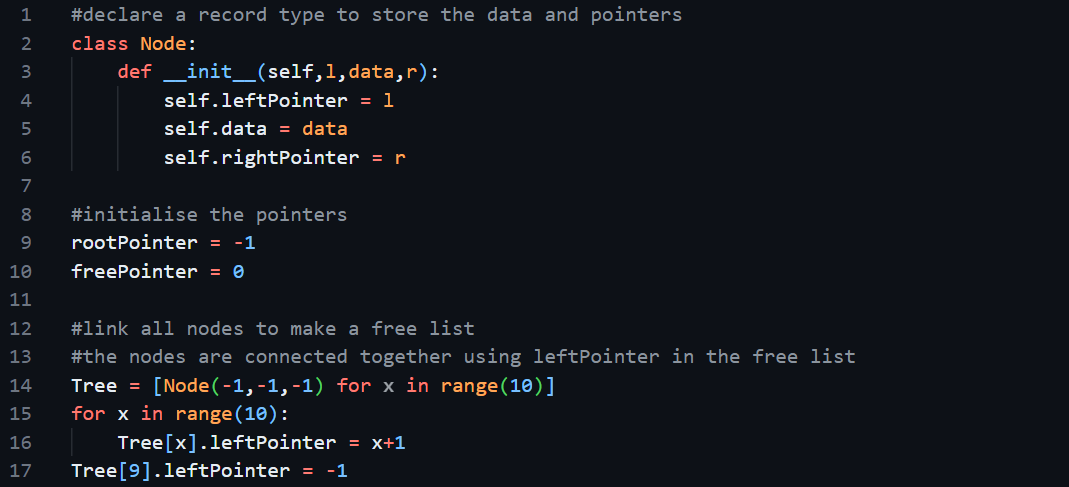 1 #declare a record type to store the data and pointers
2 class Node:
3     def __init__(self,l,data,r):
4         self.leftPointer = l
5         self.data = data
6         self.rightPointer = r
7
8 #initialise the pointers
9 rootPointer = -1
10 freePointer = 0
11
12 #link all nodes to make a free list
13 #the nodes are connected together using leftPointer in the free list
14 Tree = [Node(-1,-1,-1) for x in range(10)]
15 for x in range(10):
16     Tree[x].leftPointer = x+1
17 Tree[9].leftPointer = -1